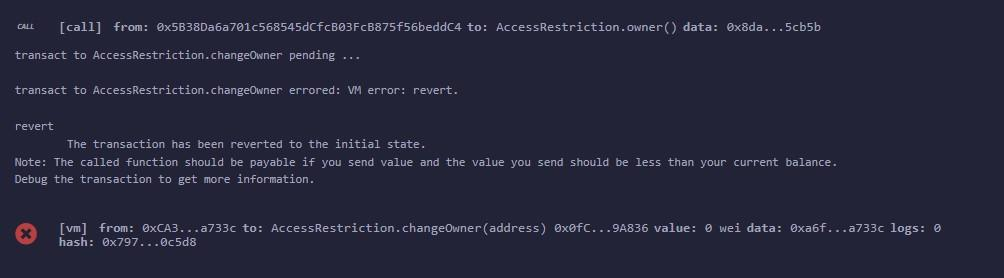 CALL [call] from: 0x5B38Da6a701c568545dCfcB03FcB875f56beddC4 to: AccessRestriction.owner() data: 0x8da...5cb5b
transact to AccessRestriction.changeOwner pending ...
transact to AccessRestriction.changeOwner errored: VM error: revert.
revert
The transaction has been reverted to the initial state.
Note: The called function should be payable if you send value and the value you send should be less than your current balance.
Debug the transaction to get more information.
[vm] from: 0xCA3...a733c to: AccessRestriction.changeOwner(address) 0x0fC...9A836 value: 0 wei data: 0xa6f...a733c logs: 0
hash: 0x797...0c5d8